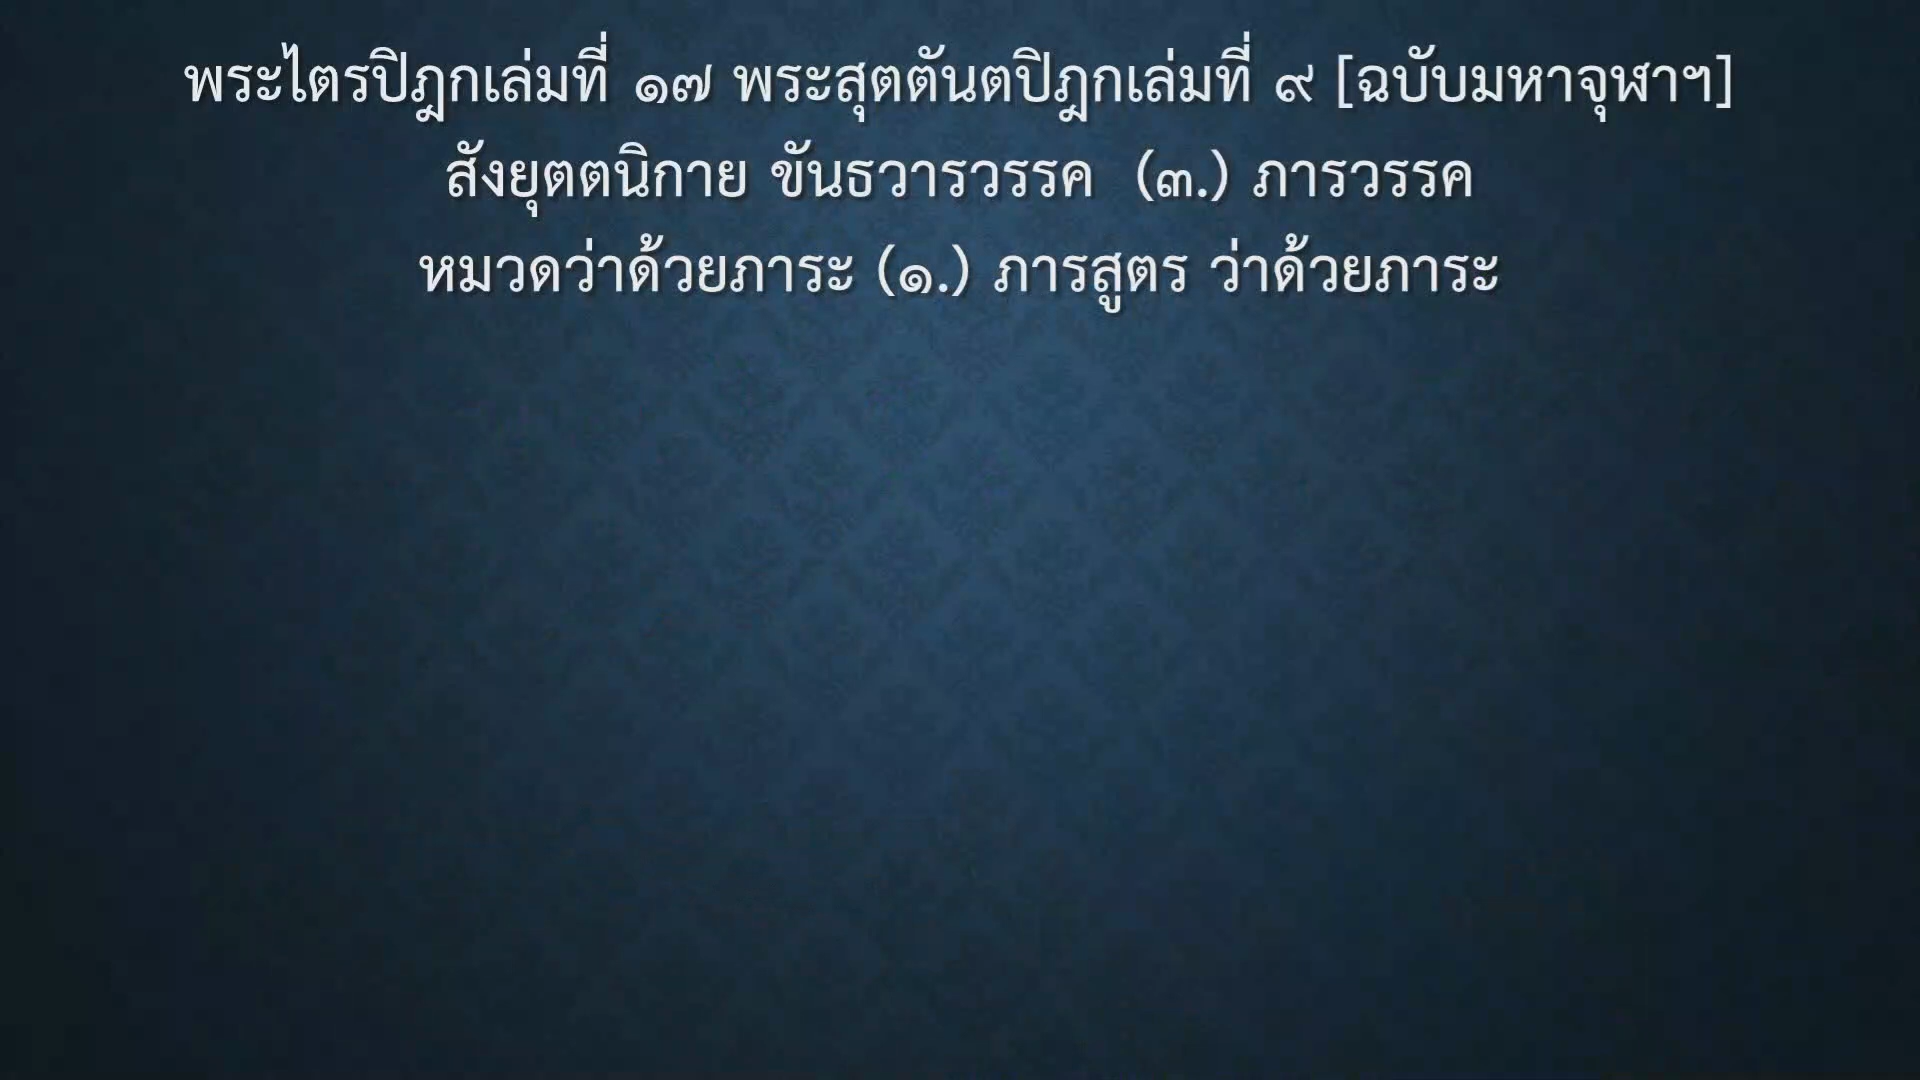 พระไตรปิฎกเล่มที่ ๑๗ พระสุตตันตปิฎกเล่มที่ ๙ [ฉบับมหาจุฬาฯ]
สังยุตตนิกาย ขันธวารวรรค (๓.) ภารวรรค
หมวดว่าด้วยภาระ (๑.) ภารสูตร ว่าด้วยภาระ